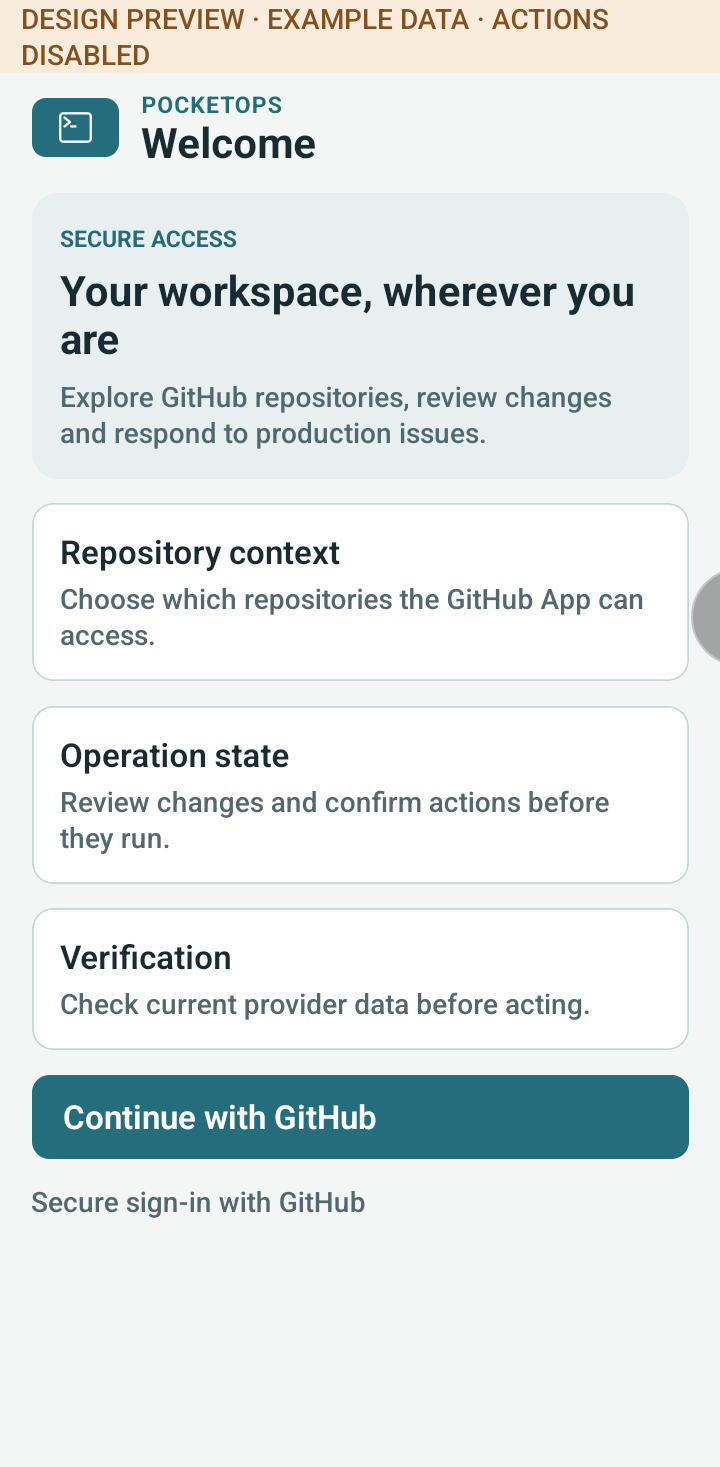 DESIGN PREVIEW · EXAMPLE DATA · ACTIONS
DISABLED
POCKETOPS
Welcome
SECURE ACCESS
Your workspace, wherever you
are
Explore GitHub repositories, review changes
and respond to production issues.
Repository context
Choose which repositories the GitHub App can
access.
Operation state
Review changes and confirm actions before
they run.
Verification
Check current provider data before acting.
Continue with GitHub
Secure sign-in with GitHub